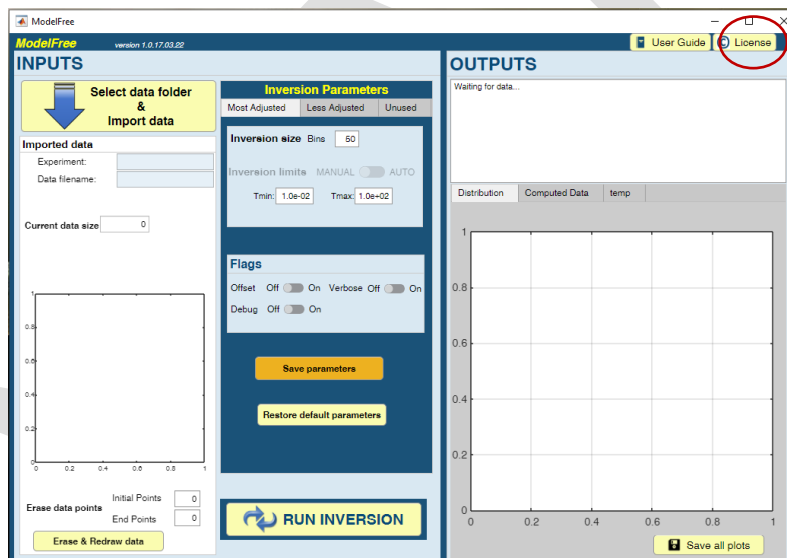 ModelFree
ModelFree version 1.0.17.03.22
User Guide
License
INPUTS
Select data folder
&
Import data
Imported data
Experiment:
Data filename:
Current data size 0
1
0.8
0.6
0.4
0.2
0
0 0.2 0.4 0.6 0.8 1
Erase data points
Initial Points 0
End Points 0
Erase & Redraw data
Inversion Parameters
Most Adjusted Less Adjusted Unused
Inversion size Bins 60
Inversion limits MANUAL AUTO
Tmin: 1.0e-02 Tmax: 1.0e+02
Flags
Offset Off On Verbose Off On
Debug Off On
Save parameters
Restore default parameters
RUN INVERSION
OUTPUTS
Waiting for data...
Distribution Computed Data temp
1
0.8
0.6
0.4
0.2
0
0 0.2 0.4 0.6 0.8 1
Save all plots